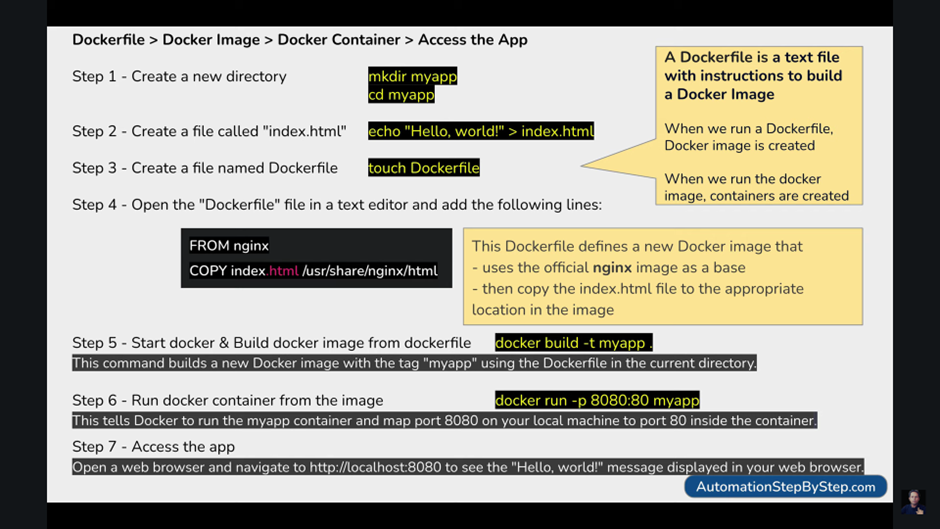 Dockerfile > Docker Image > Docker Container > Access the App
Step 1 - Create a new directory
mkdir myapp
cd myapp
Step 2 - Create a file called "index.html"
echo "Hello, world!" > index.html
Step 3 - Create a file named Dockerfile
touch Dockerfile
A Dockerfile is a text file
with instructions to build
a Docker Image
When we run a Dockerfile,
Docker image is created
When we run the docker
image, containers are created
Step 4 - Open the "Dockerfile" file in a text editor and add the following lines:
FROM nginx
COPY index.html /usr/share/nginx/html
This Dockerfile defines a new Docker image that
- uses the official nginx image as a base
- then copy the index.html file to the appropriate
location in the image
Step 5 - Start docker & Build docker image from dockerfile
docker build -t myapp .
This command builds a new Docker image with the tag "myapp" using the Dockerfile in the current directory.
Step 6 - Run docker container from the image
docker run -p 8080:80 myapp
This tells Docker to run the myapp container and map port 8080 on your local machine to port 80 inside the container.
Step 7 - Access the app
Open a web browser and navigate to http://localhost:8080 to see the "Hello, world!" message displayed in your web browser.
AutomationStepByStep.com